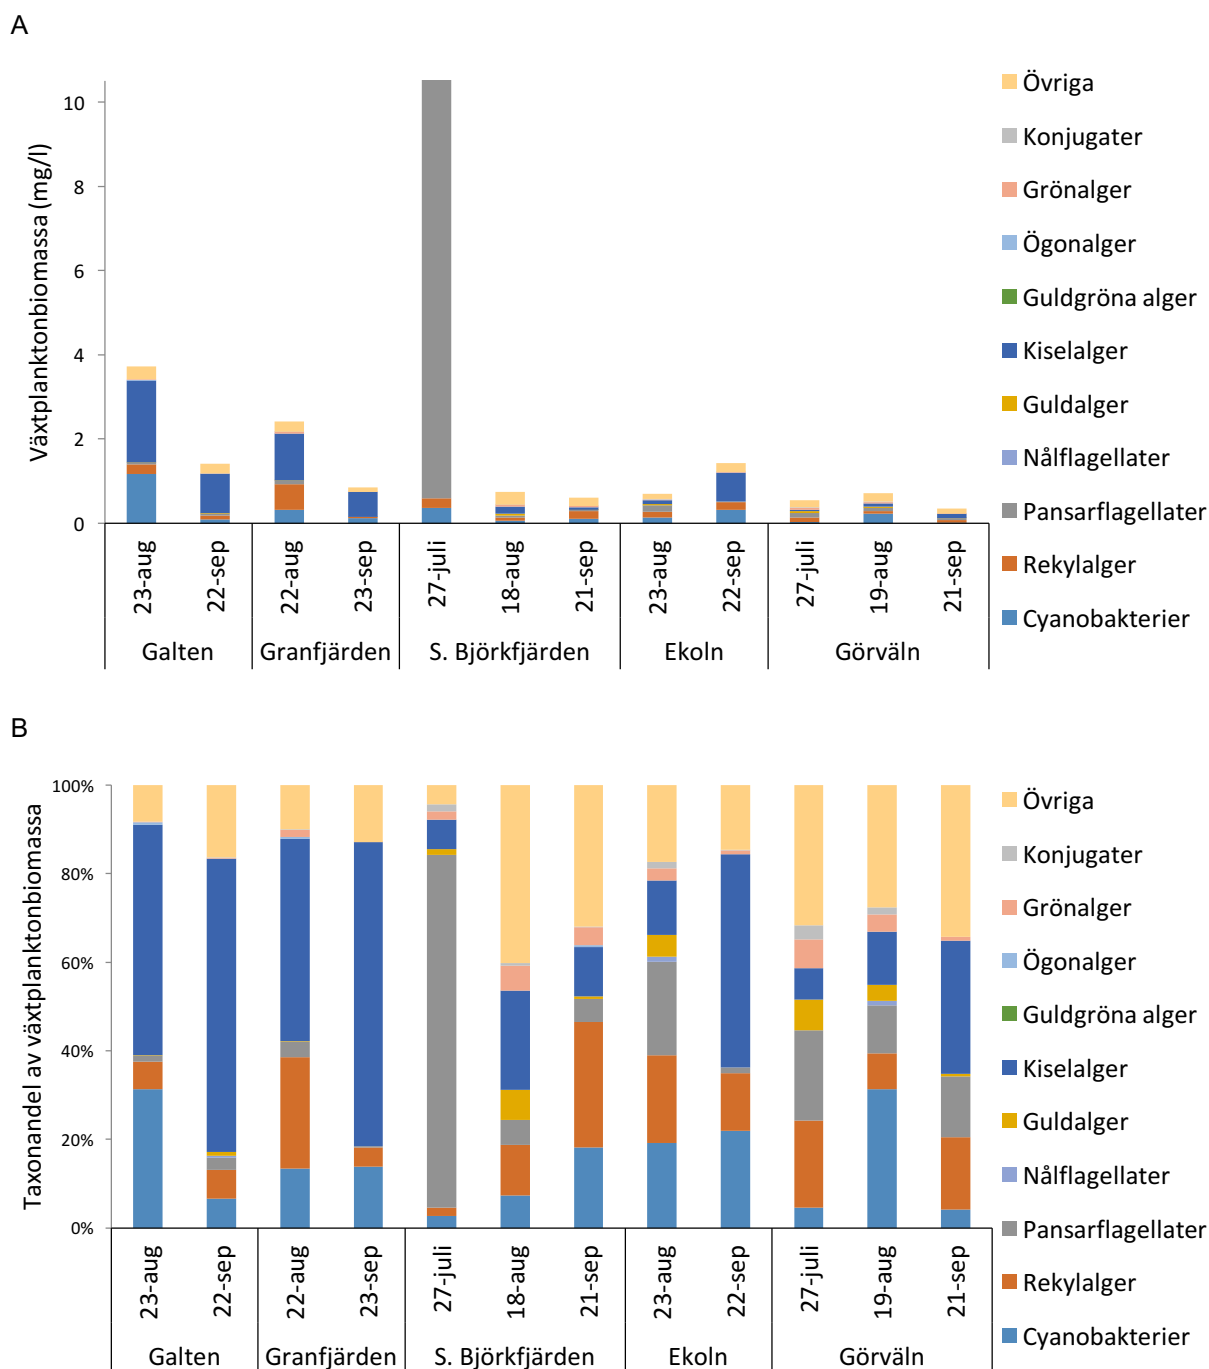 A
Växtplanktonbiomassa (mg/l)
10
8
6
4
2
0
23-aug
22-sep
22-aug
23-sep
27-juli
18-aug
21-sep
23-aug
22-sep
27-juli
19-aug
21-sep
Galten
Granfjärden
S. Björkfjärden
Ekoln
Görväln
Övriga
Konjugater
Grönalger
Ögonalger
Guldgröna alger
Kiselalger
Guldalger
Nålflagellater
Pansarflagellater
Rekylalger
Cyanobakterier
B
Taxonandel av växtplanktonbiomassa
100%
80%
60%
40%
20%
0%
23-aug
22-sep
22-aug
23-sep
27-juli
18-aug
21-sep
23-aug
22-sep
27-juli
19-aug
21-sep
Galten
Granfjärden
S. Björkfjärden
Ekoln
Görväln
Övriga
Konjugater
Grönalger
Ögonalger
Guldgröna alger
Kiselalger
Guldalger
Nålflagellater
Pansarflagellater
Rekylalger
Cyanobakterier